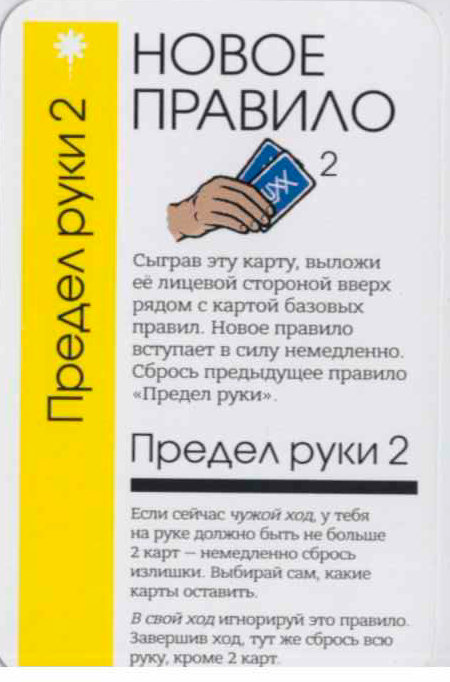 Предел руки 2
НОВОЕ
ПРАВИЛО
2
Сыграв эту карту, выложи
её лицевой стороной вверх
рядом с картой базовых
правил. Новое правило
вступает в силу немедленно.
Сбрось предыдущее правило
«Предел руки».
Предел руки 2
Если сейчас чужой ход, у тебя
на руке должно быть не больше
2 карт — немедленно сбрось
излишки. Выбирай сам, какие
карты оставить.
В свой ход игнорируй это правило.
Завершив ход, тут же сбрось всю
руку, кроме 2 карт.